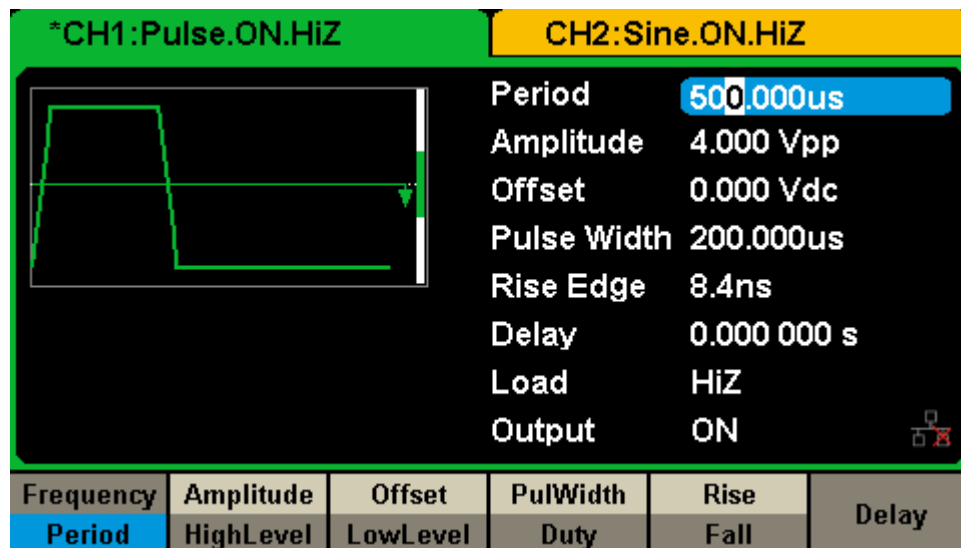 *CH1:Pulse.ON.HiZ CH2:Sine.ON.HiZ
Period 500.000us
Amplitude 4.000 Vpp
Offset 0.000 Vdc
Pulse Width 200.000us
Rise Edge 8.4ns
Delay 0.000 000 s
Load HiZ
Output ON
Frequency Amplitude Offset PulWidth Rise Delay
Period HighLevel LowLevel Duty Fall